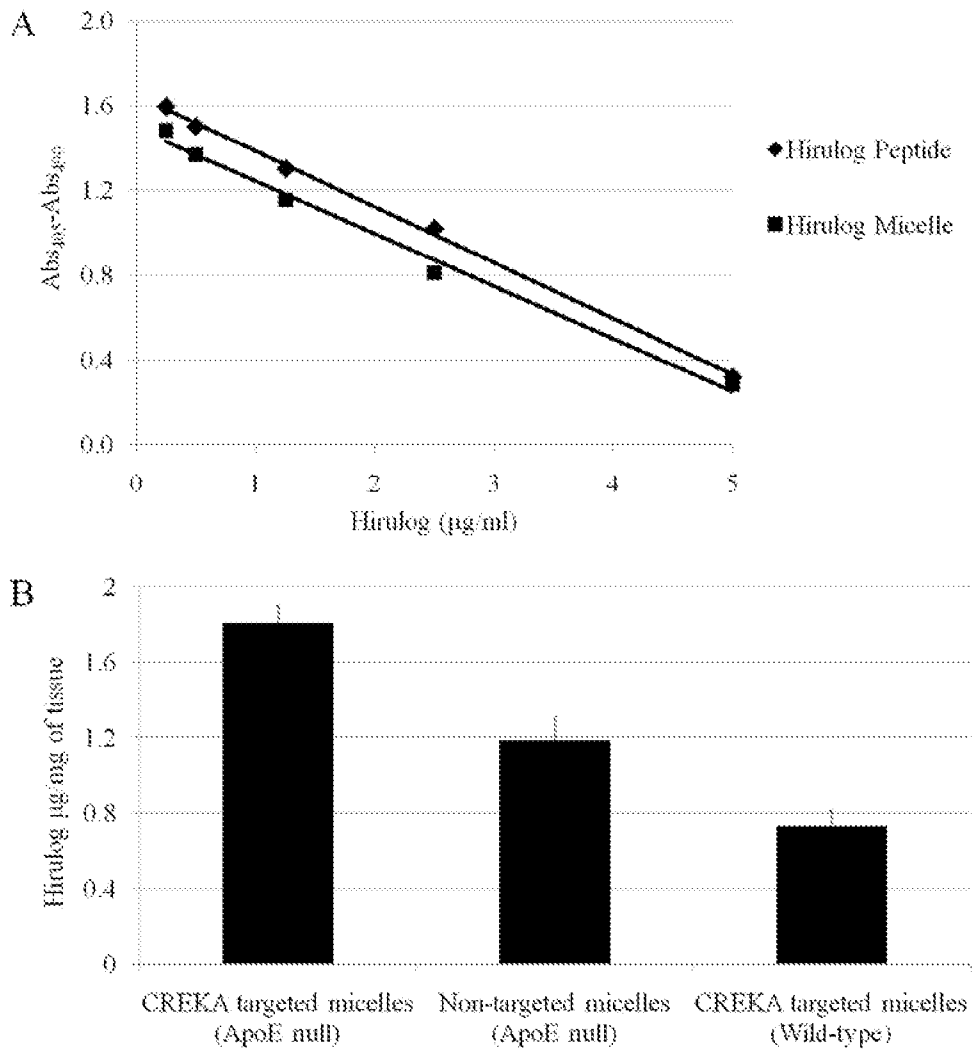 A
2.0
1.6
1.2
0.8
0.4
0.0
Abs405-Abs490
0
1
2
3
4
5
Hirulog (µg/ml)
Hirulog Peptide
Hirulog Micelle
B
2
1.6
1.2
0.8
0.4
0
Hirulog µg/mg of tissue
CREKA targeted micelles
(ApoE null)
Non-targeted micelles
(ApoE null)
CREKA targeted micelles
(Wild-type)